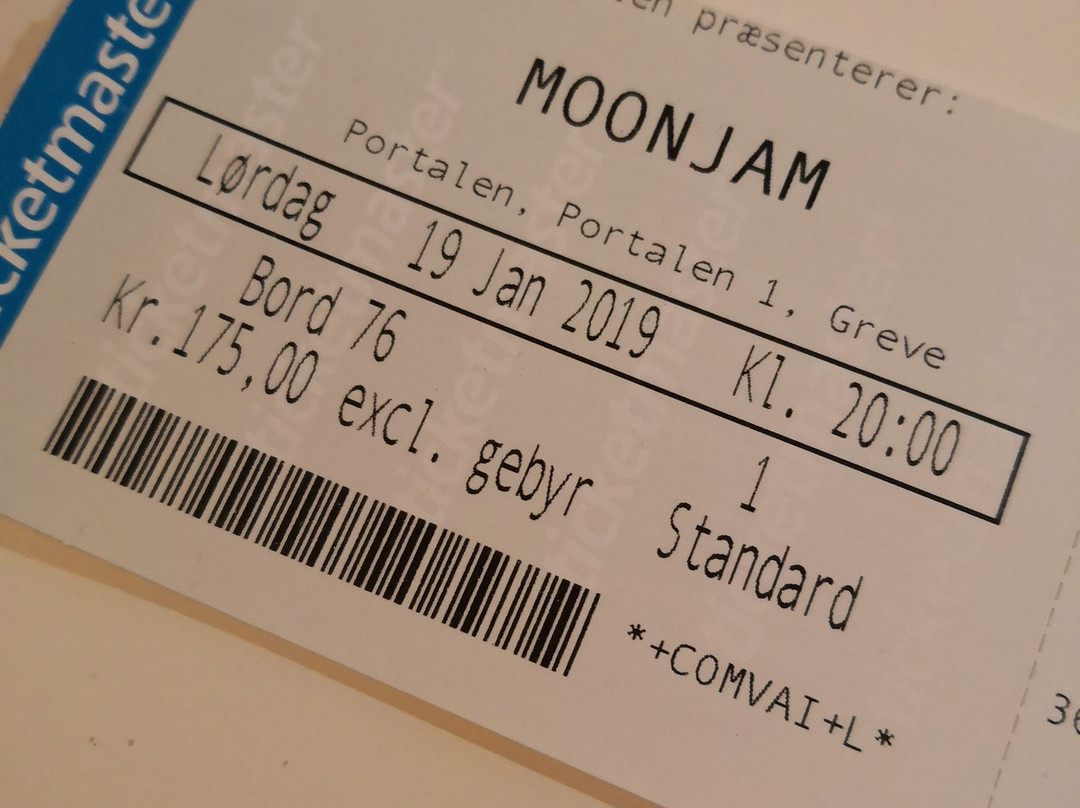 præsenterer:
MOONJAM
Portalen, Portalen 1, Greve
Lørdag 19 Jan 2019 Kl. 20:00
Bord 76 1
Kr.175,00 excl. gebyr Standard
*+COMVAI+L*